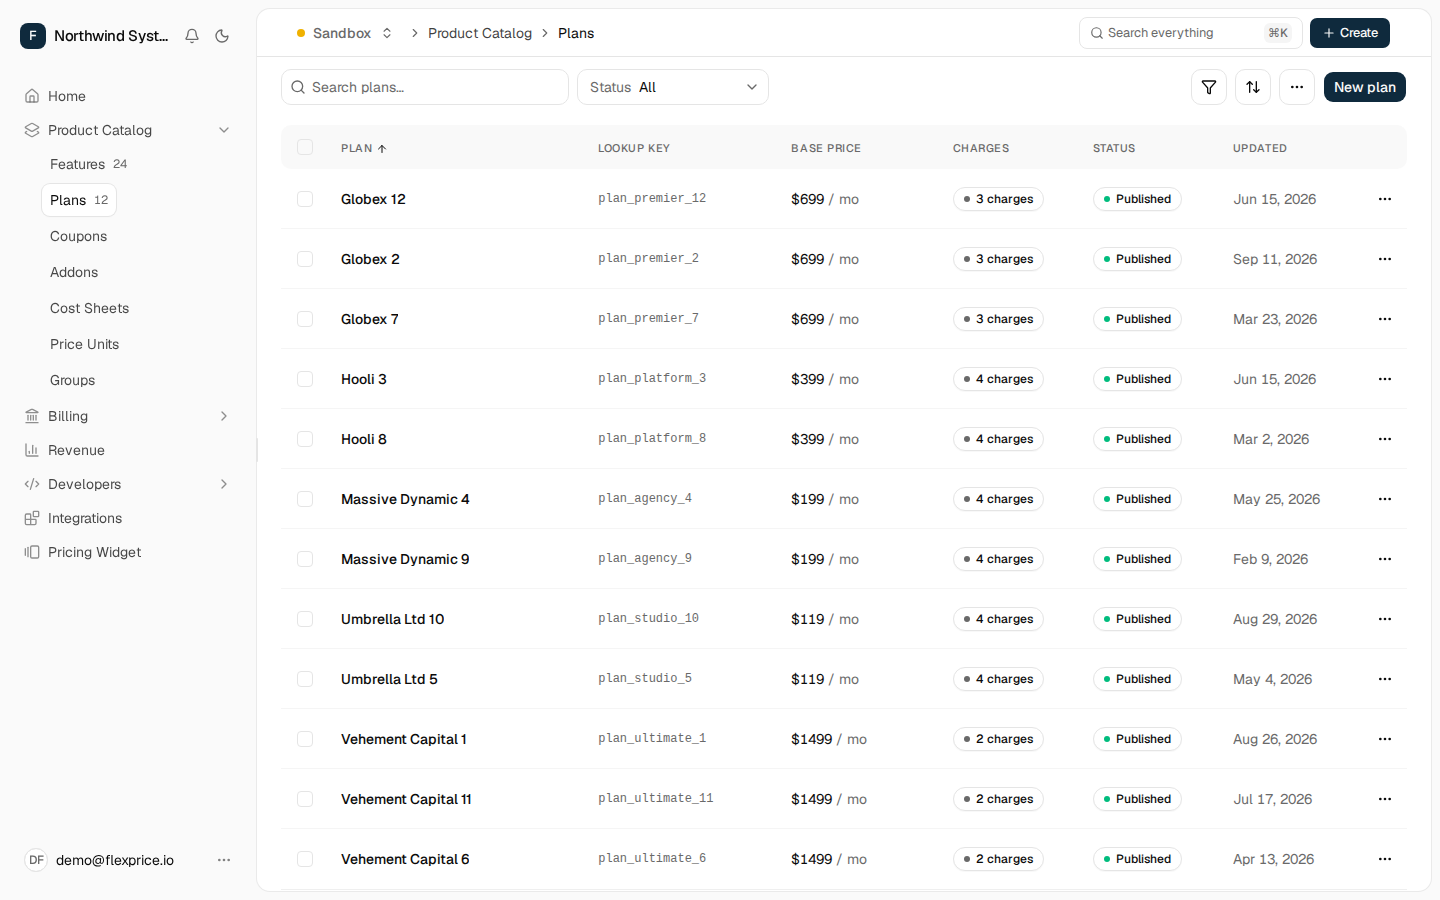 F Northwind Syst...
Sandbox Product Catalog Plans
Search everything ⌘K
+ Create
Home
Product Catalog
Features 24
Plans 12
Coupons
Addons
Cost Sheets
Price Units
Groups
Billing
Revenue
Developers
Integrations
Pricing Widget
DF demo@flexprice.io
Search plans...
Status All
New plan
PLAN ↑ LOOKUP KEY BASE PRICE CHARGES STATUS UPDATED
Globex 12 plan_premier_12 $699 / mo 3 charges Published Jun 15, 2026
Globex 2 plan_premier_2 $699 / mo 3 charges Published Sep 11, 2026
Globex 7 plan_premier_7 $699 / mo 3 charges Published Mar 23, 2026
Hooli 3 plan_platform_3 $399 / mo 4 charges Published Jun 15, 2026
Hooli 8 plan_platform_8 $399 / mo 4 charges Published Mar 2, 2026
Massive Dynamic 4 plan_agency_4 $199 / mo 4 charges Published May 25, 2026
Massive Dynamic 9 plan_agency_9 $199 / mo 4 charges Published Feb 9, 2026
Umbrella Ltd 10 plan_studio_10 $119 / mo 4 charges Published Aug 29, 2026
Umbrella Ltd 5 plan_studio_5 $119 / mo 4 charges Published May 4, 2026
Vehement Capital 1 plan_ultimate_1 $1499 / mo 2 charges Published Aug 26, 2026
Vehement Capital 11 plan_ultimate_11 $1499 / mo 2 charges Published Jul 17, 2026
Vehement Capital 6 plan_ultimate_6 $1499 / mo 2 charges Published Apr 13, 2026